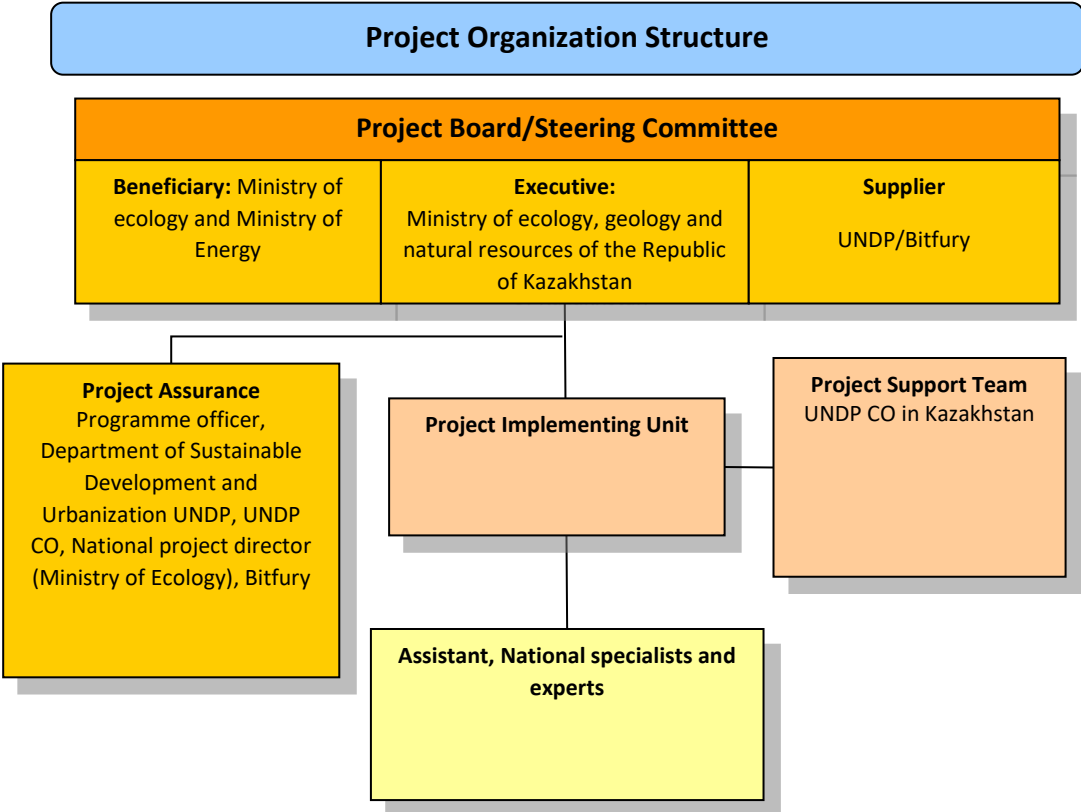 Project Organization Structure
Project Board/Steering Committee
Beneficiary: Ministry of
ecology and Ministry of
Energy
Executive:
Ministry of ecology, geology and
natural resources of the Republic
of Kazakhstan
Supplier
UNDP/Bitfury
Project Assurance
Programme officer,
Department of Sustainable
Development and
Urbanization UNDP, UNDP
CO, National project director
(Ministry of Ecology), Bitfury
Project Implementing Unit
Project Support Team
UNDP CO in Kazakhstan
Assistant, National specialists and
experts